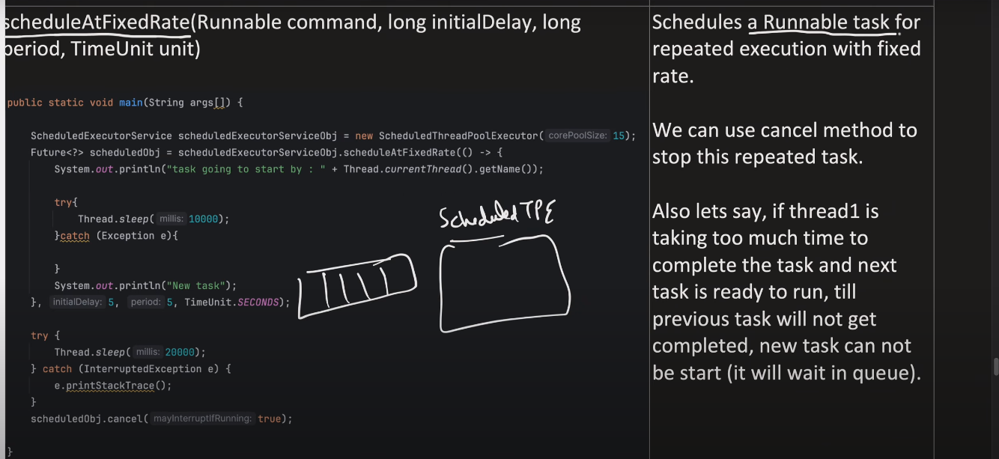 scheduleAtFixedRate(Runnable command, long initialDelay, long
period, TimeUnit unit)
public static void main(String args[]) {
ScheduledExecutorService scheduledExecutorServiceObj = new ScheduledThreadPoolExecutor( corePoolSize: 15);
Future<?> scheduledObj = scheduledExecutorServiceObj.scheduleAtFixedRate(() -> {
System.out.println("task going to start by : " + Thread.currentThread().getName());
try{
Thread.sleep( millis: 10000);
}catch (Exception e){
}
System.out.println("New task");
}, initialDelay: 5, period: 5, TimeUnit.SECONDS);
try {
Thread.sleep( millis: 20000);
} catch (InterruptedException e) {
e.printStackTrace();
}
scheduledObj.cancel( mayInterruptIfRunning: true);
}
Scheduled TPE
Schedules a Runnable task for
repeated execution with fixed
rate.
We can use cancel method to
stop this repeated task.
Also lets say, if thread1 is
taking too much time to
complete the task and next
task is ready to run, till
previous task will not get
completed, new task can not
be start (it will wait in queue).